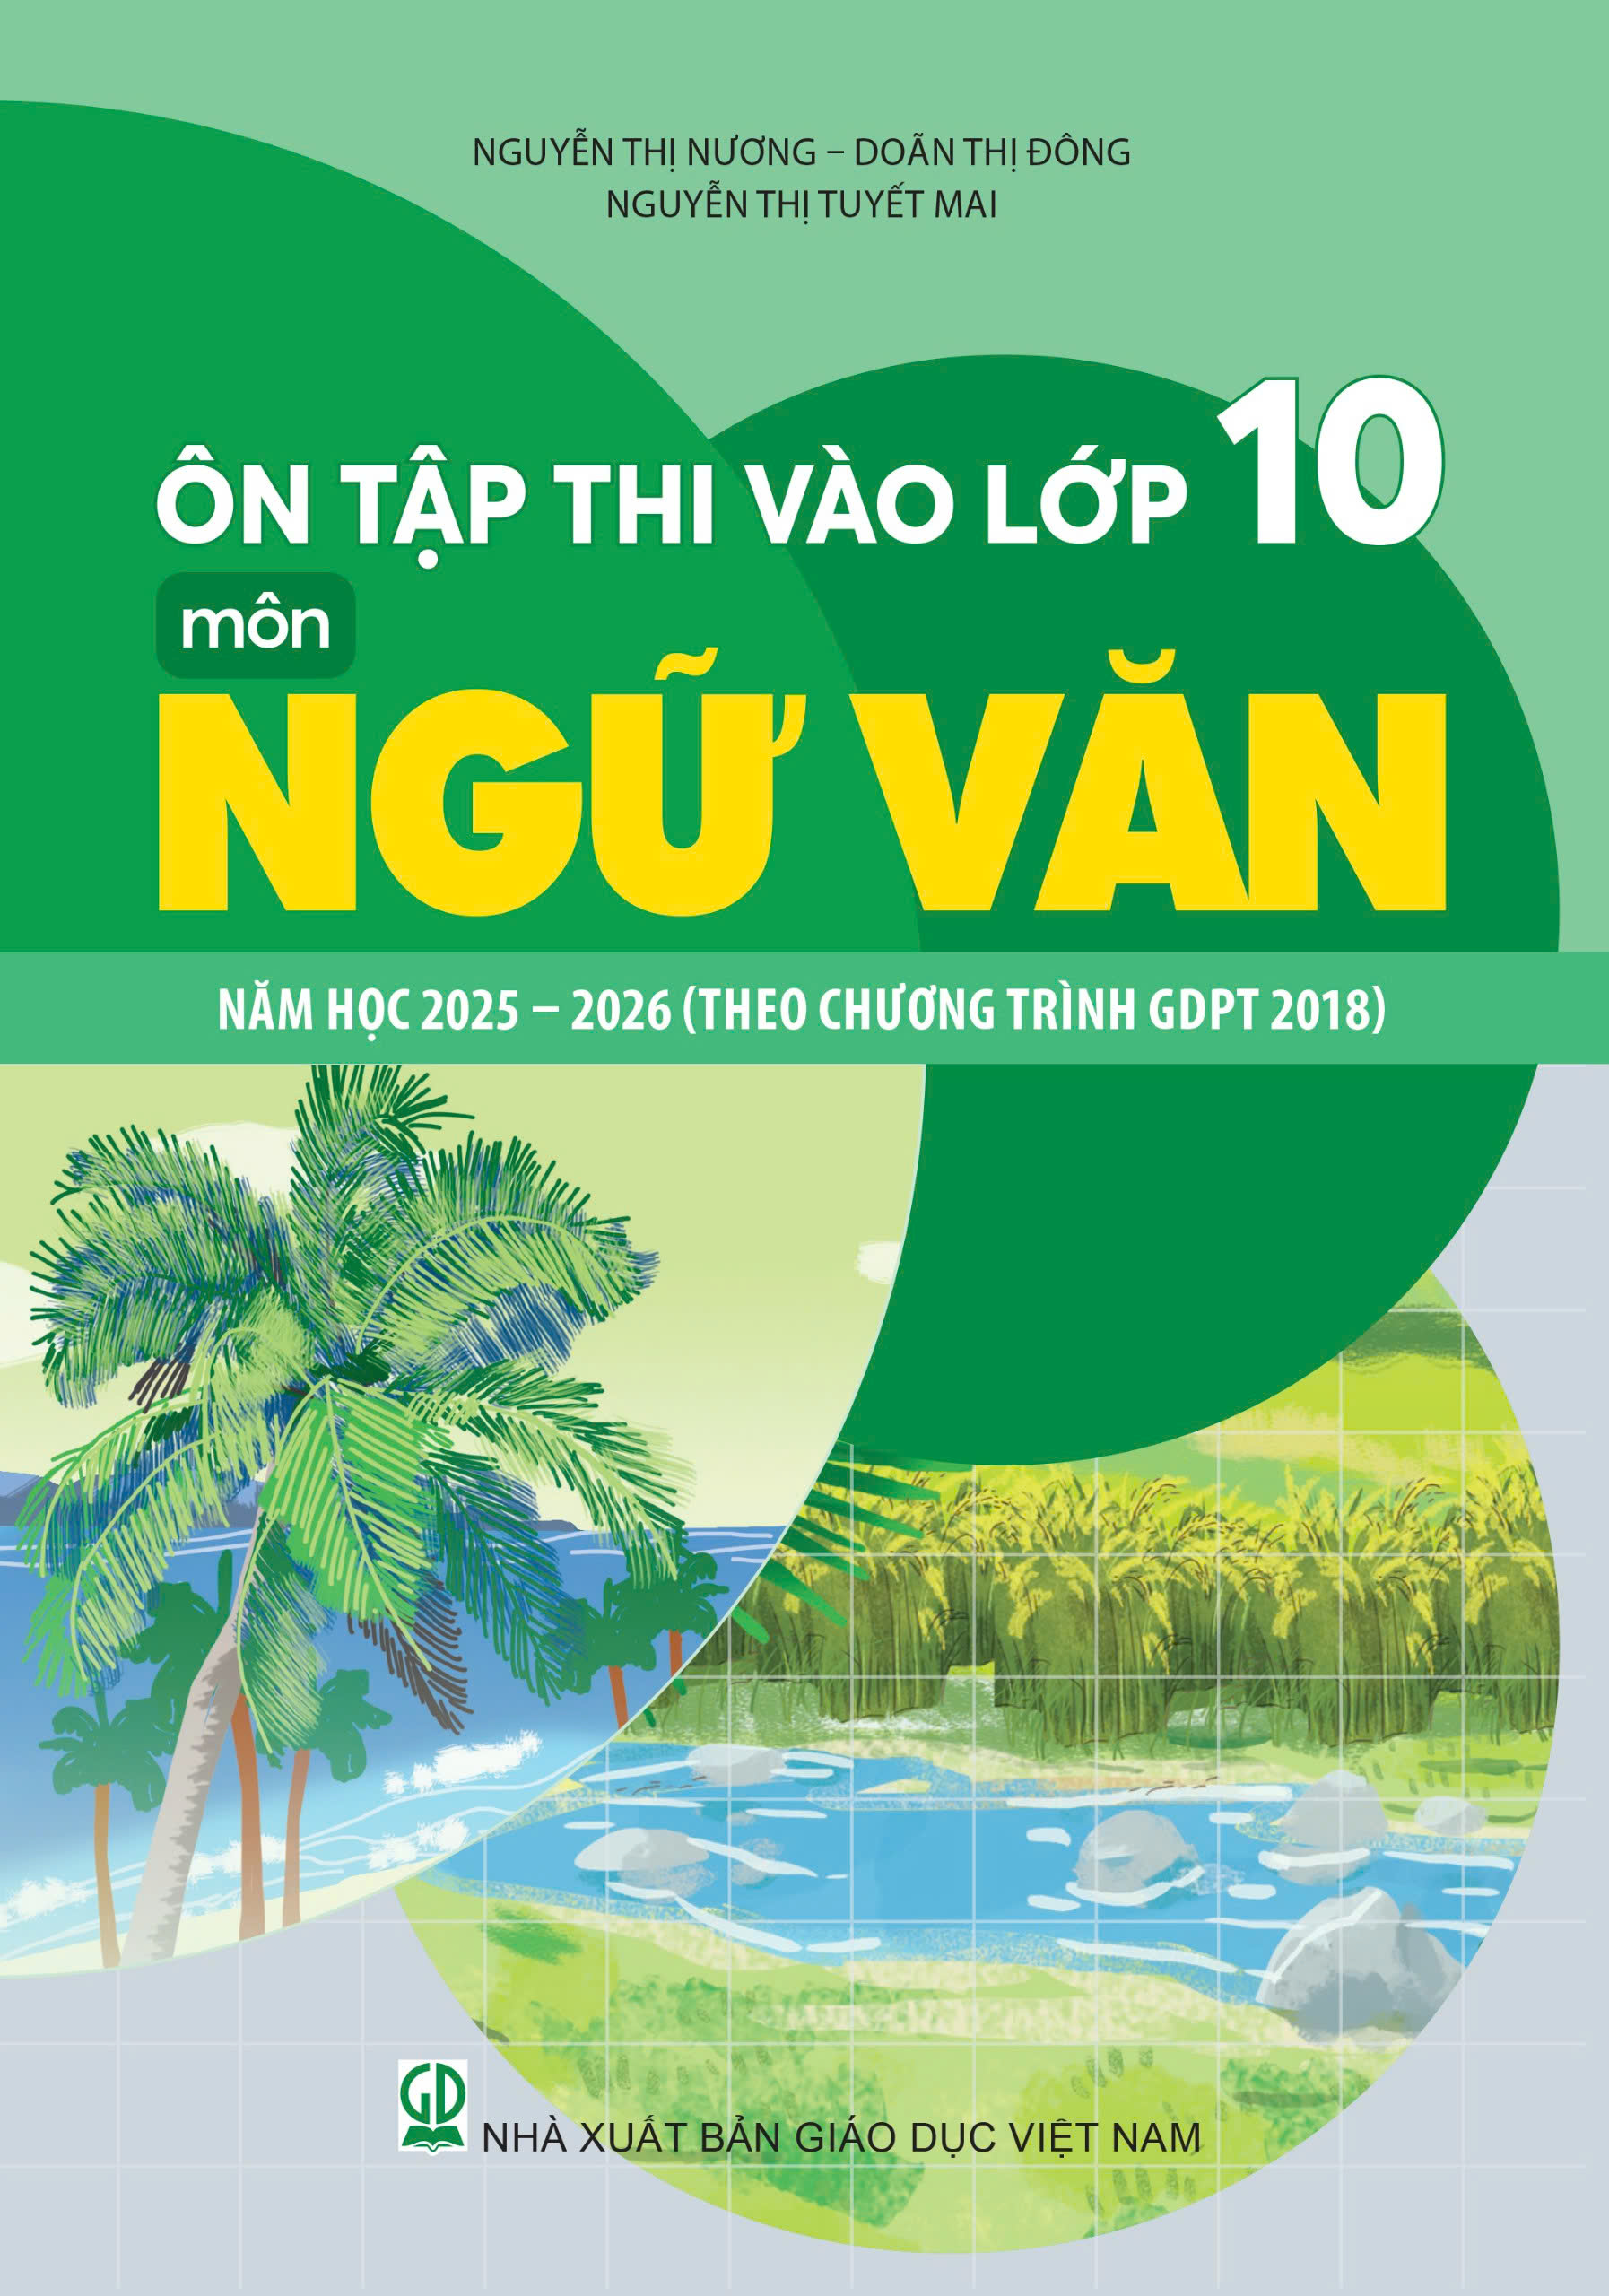 NGUYỄN THỊ NƯƠNG – DOÃN THỊ ĐÔNG
NGUYỄN THỊ TUYẾT MAI
ÔN TẬP THI VÀO LỚP 10
môn
NGỮ VĂN
NĂM HỌC 2025 – 2026 (THEO CHƯƠNG TRÌNH GDPT 2018)
GD
NHÀ XUẤT BẢN GIÁO DỤC VIỆT NAM